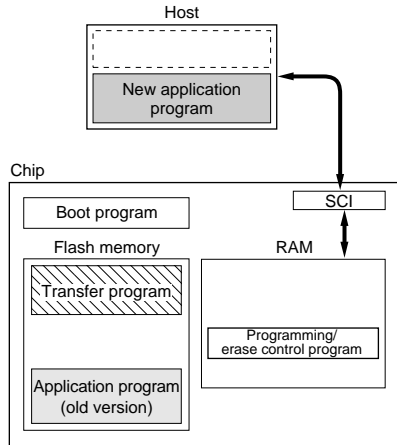 Host
New application
program
Chip
SCI
Boot program
Flash memory
RAM
Transfer program
Programming/
erase control program
Application program
(old version)